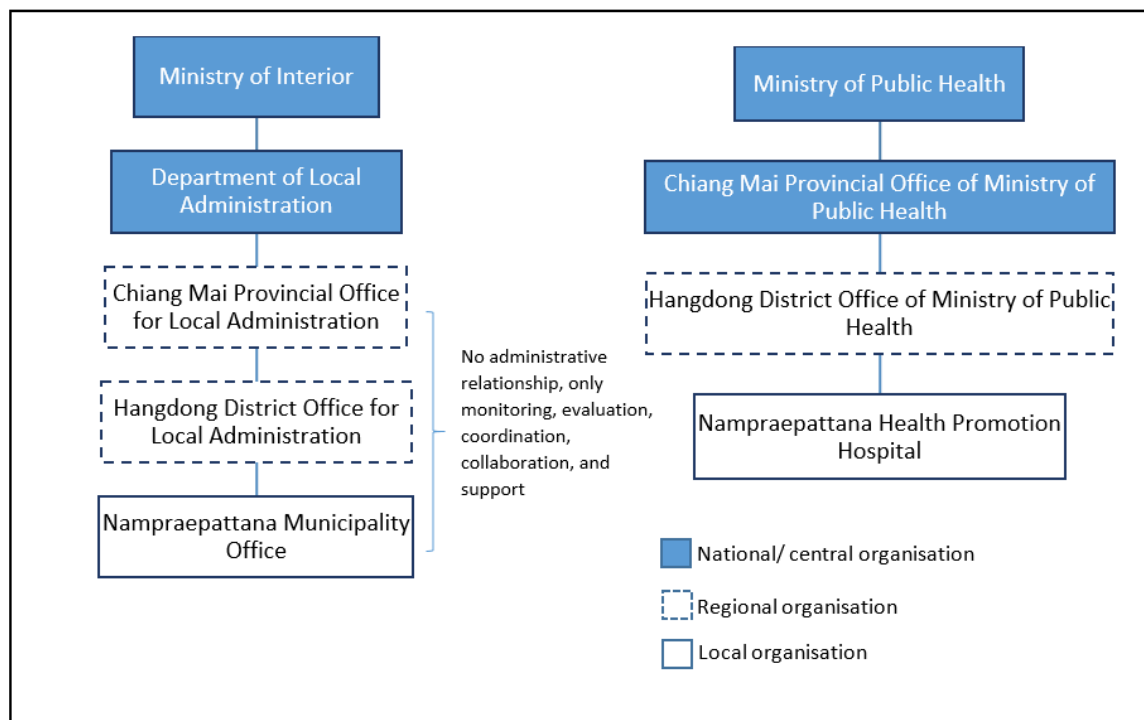 Ministry of Interior
Department of Local
Administration
Chiang Mai Provincial Office
for Local Administration
Hangdong District Office for
Local Administration
Nampraepattana Municipality
Office
No administrative
relationship, only
monitoring, evaluation,
coordination,
collaboration, and
support
Ministry of Public Health
Chiang Mai Provincial Office of Ministry of
Public Health
Hangdong District Office of Ministry of Public
Health
Nampraepattana Health Promotion
Hospital
National/ central organisation
Regional organisation
Local organisation